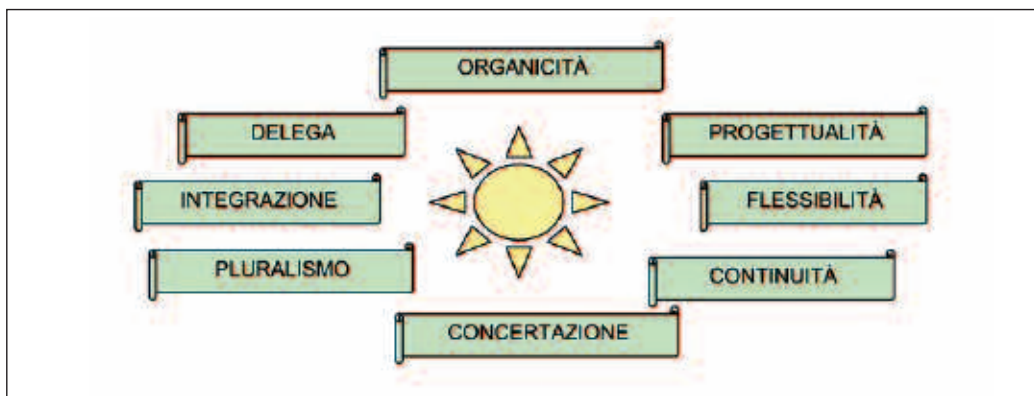 ORGANICITÀ
DELEGA
PROGETTUALITÀ
INTEGRAZIONE
FLESSIBILITÀ
PLURALISMO
CONTINUITÀ
CONCERTAZIONE